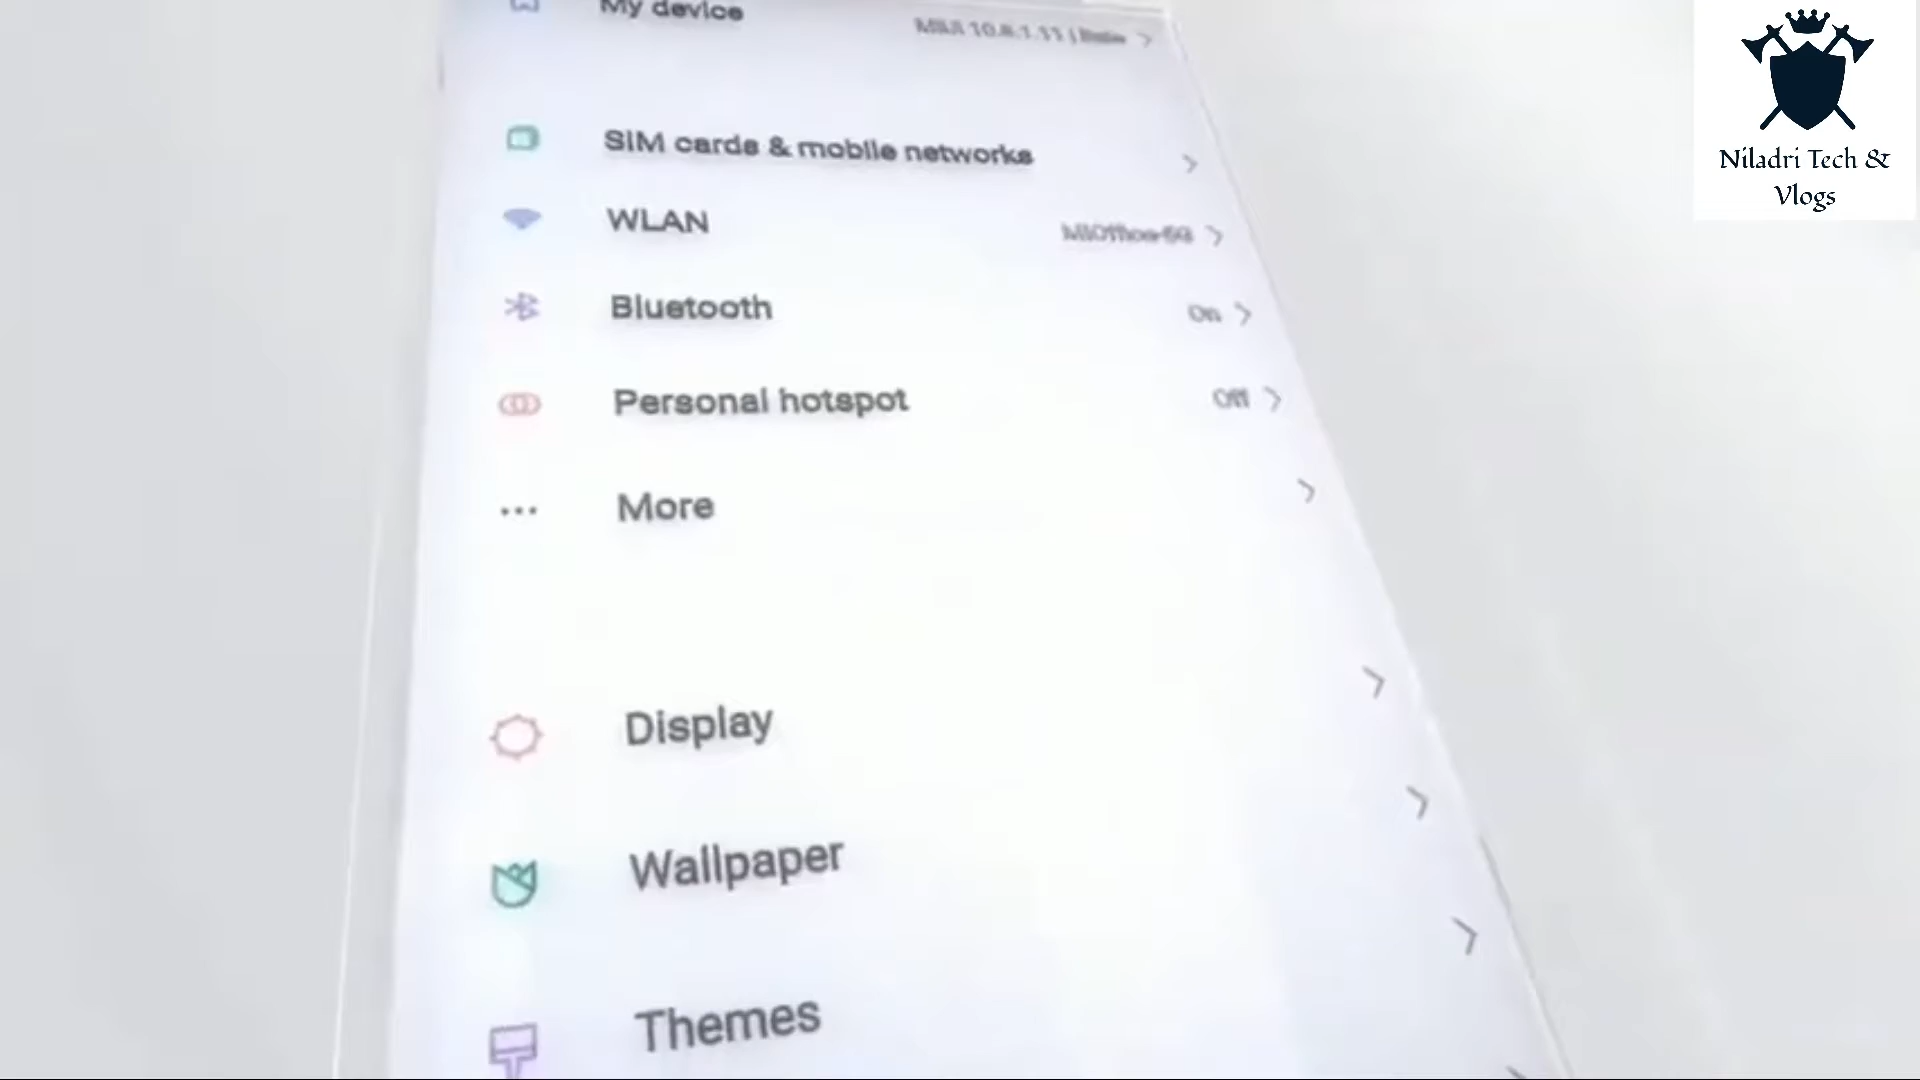 My device
SIM cards & mobile networks
WLAN
Bluetooth On
Personal hotspot Off
More
Display
Wallpaper
Themes
Niladri Tech &
Vlogs